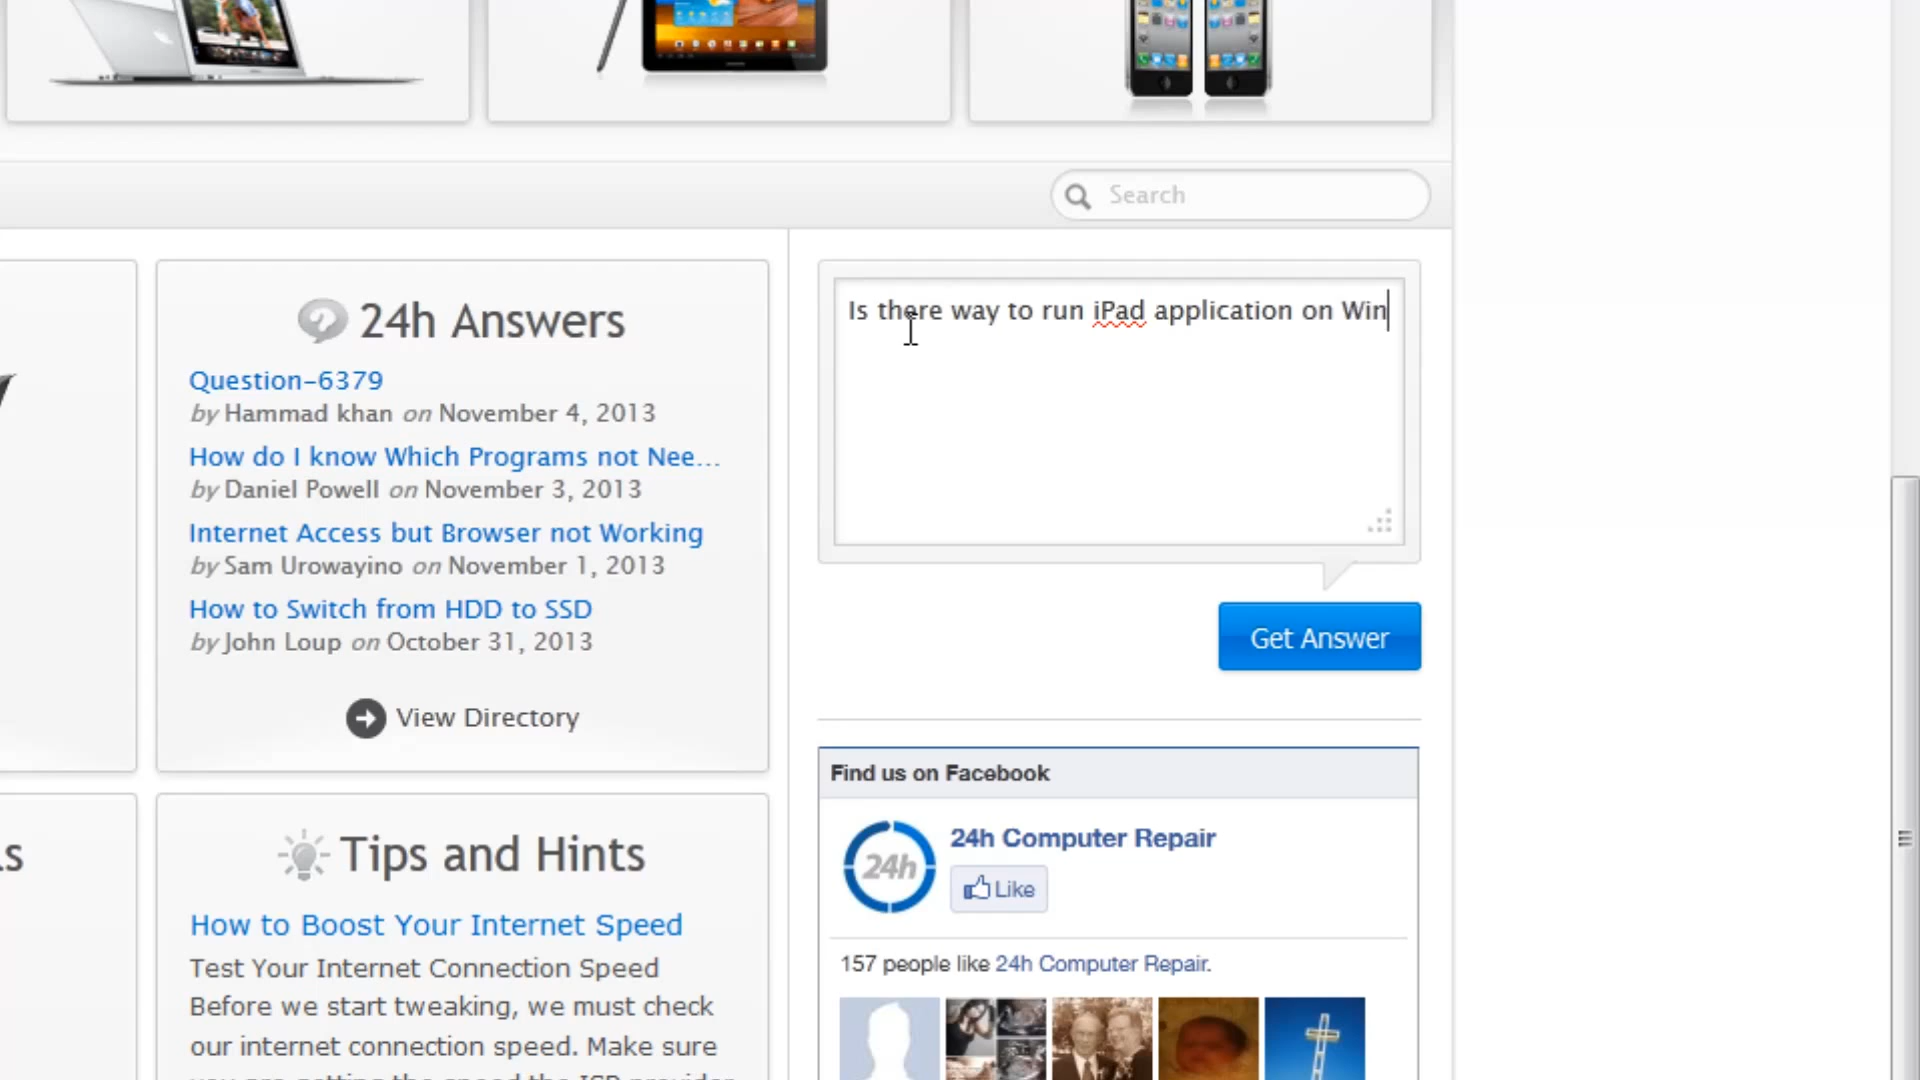 Search
24h Answers
Question-6379
by Hammad khan on November 4, 2013
How do I know Which Programs not Nee...
by Daniel Powell on November 3, 2013
Internet Access but Browser not Working
by Sam Urowayino on November 1, 2013
How to Switch from HDD to SSD
by John Loup on October 31, 2013
View Directory
Is there way to run iPad application on Win
Get Answer
Find us on Facebook
24h
24h Computer Repair
Like
157 people like 24h Computer Repair.
Tips and Hints
How to Boost Your Internet Speed
Test Your Internet Connection Speed
Before we start tweaking, we must check
our internet connection speed. Make sure